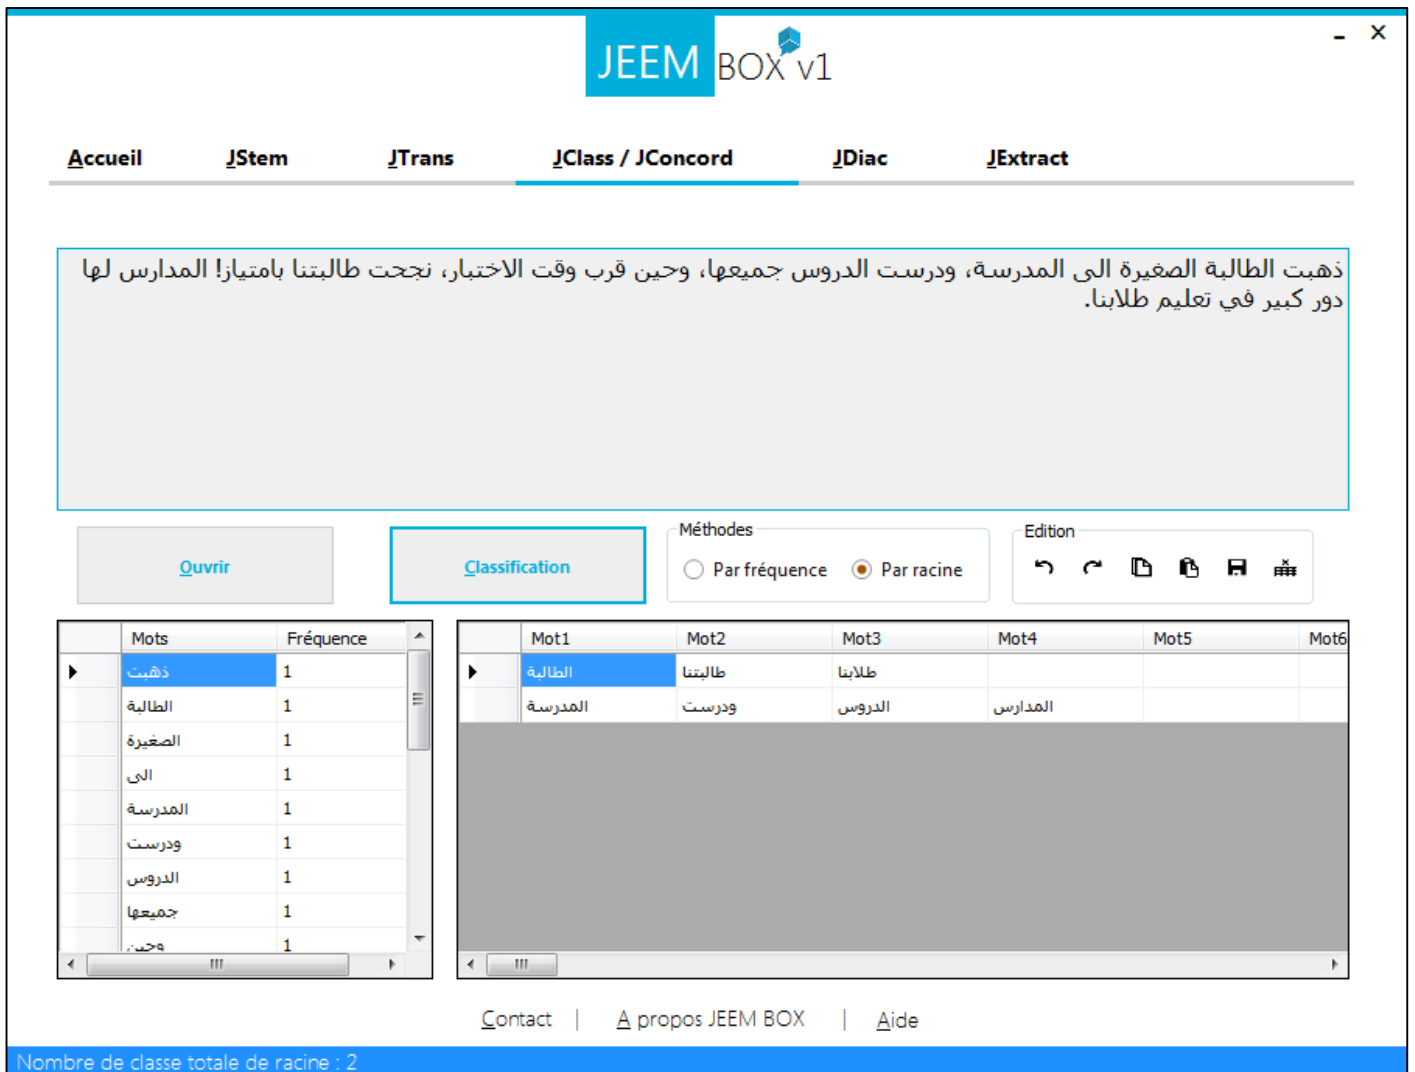 JEEM BOX v1
Accueil JStem JTrans JClass / JConcord JDiac JExtract
ذهبت الطالبة الصغيرة الى المدرسة، ودرست الدروس جميعها، وحين قرب وقت الاختبار، نجحت طالبتنا بامتياز! المدارس لها
دور كبير في تعليم طلابنا.
Ouvrir
Classification
Méthodes
Par fréquence Par racine
Edition
Mots Fréquence
ذهبت 1
الطالبة 1
الصغيرة 1
الى 1
المدرسة 1
ودرست 1
الدروس 1
جميعها 1
وحين 1
Mot1 Mot2 Mot3 Mot4 Mot5 Mot6
الطالبة طالبتنا طلابنا
المدرسة ودرست الدروس المدارس
Contact | A propos JEEM BOX | Aide
Nombre de classe totale de racine : 2